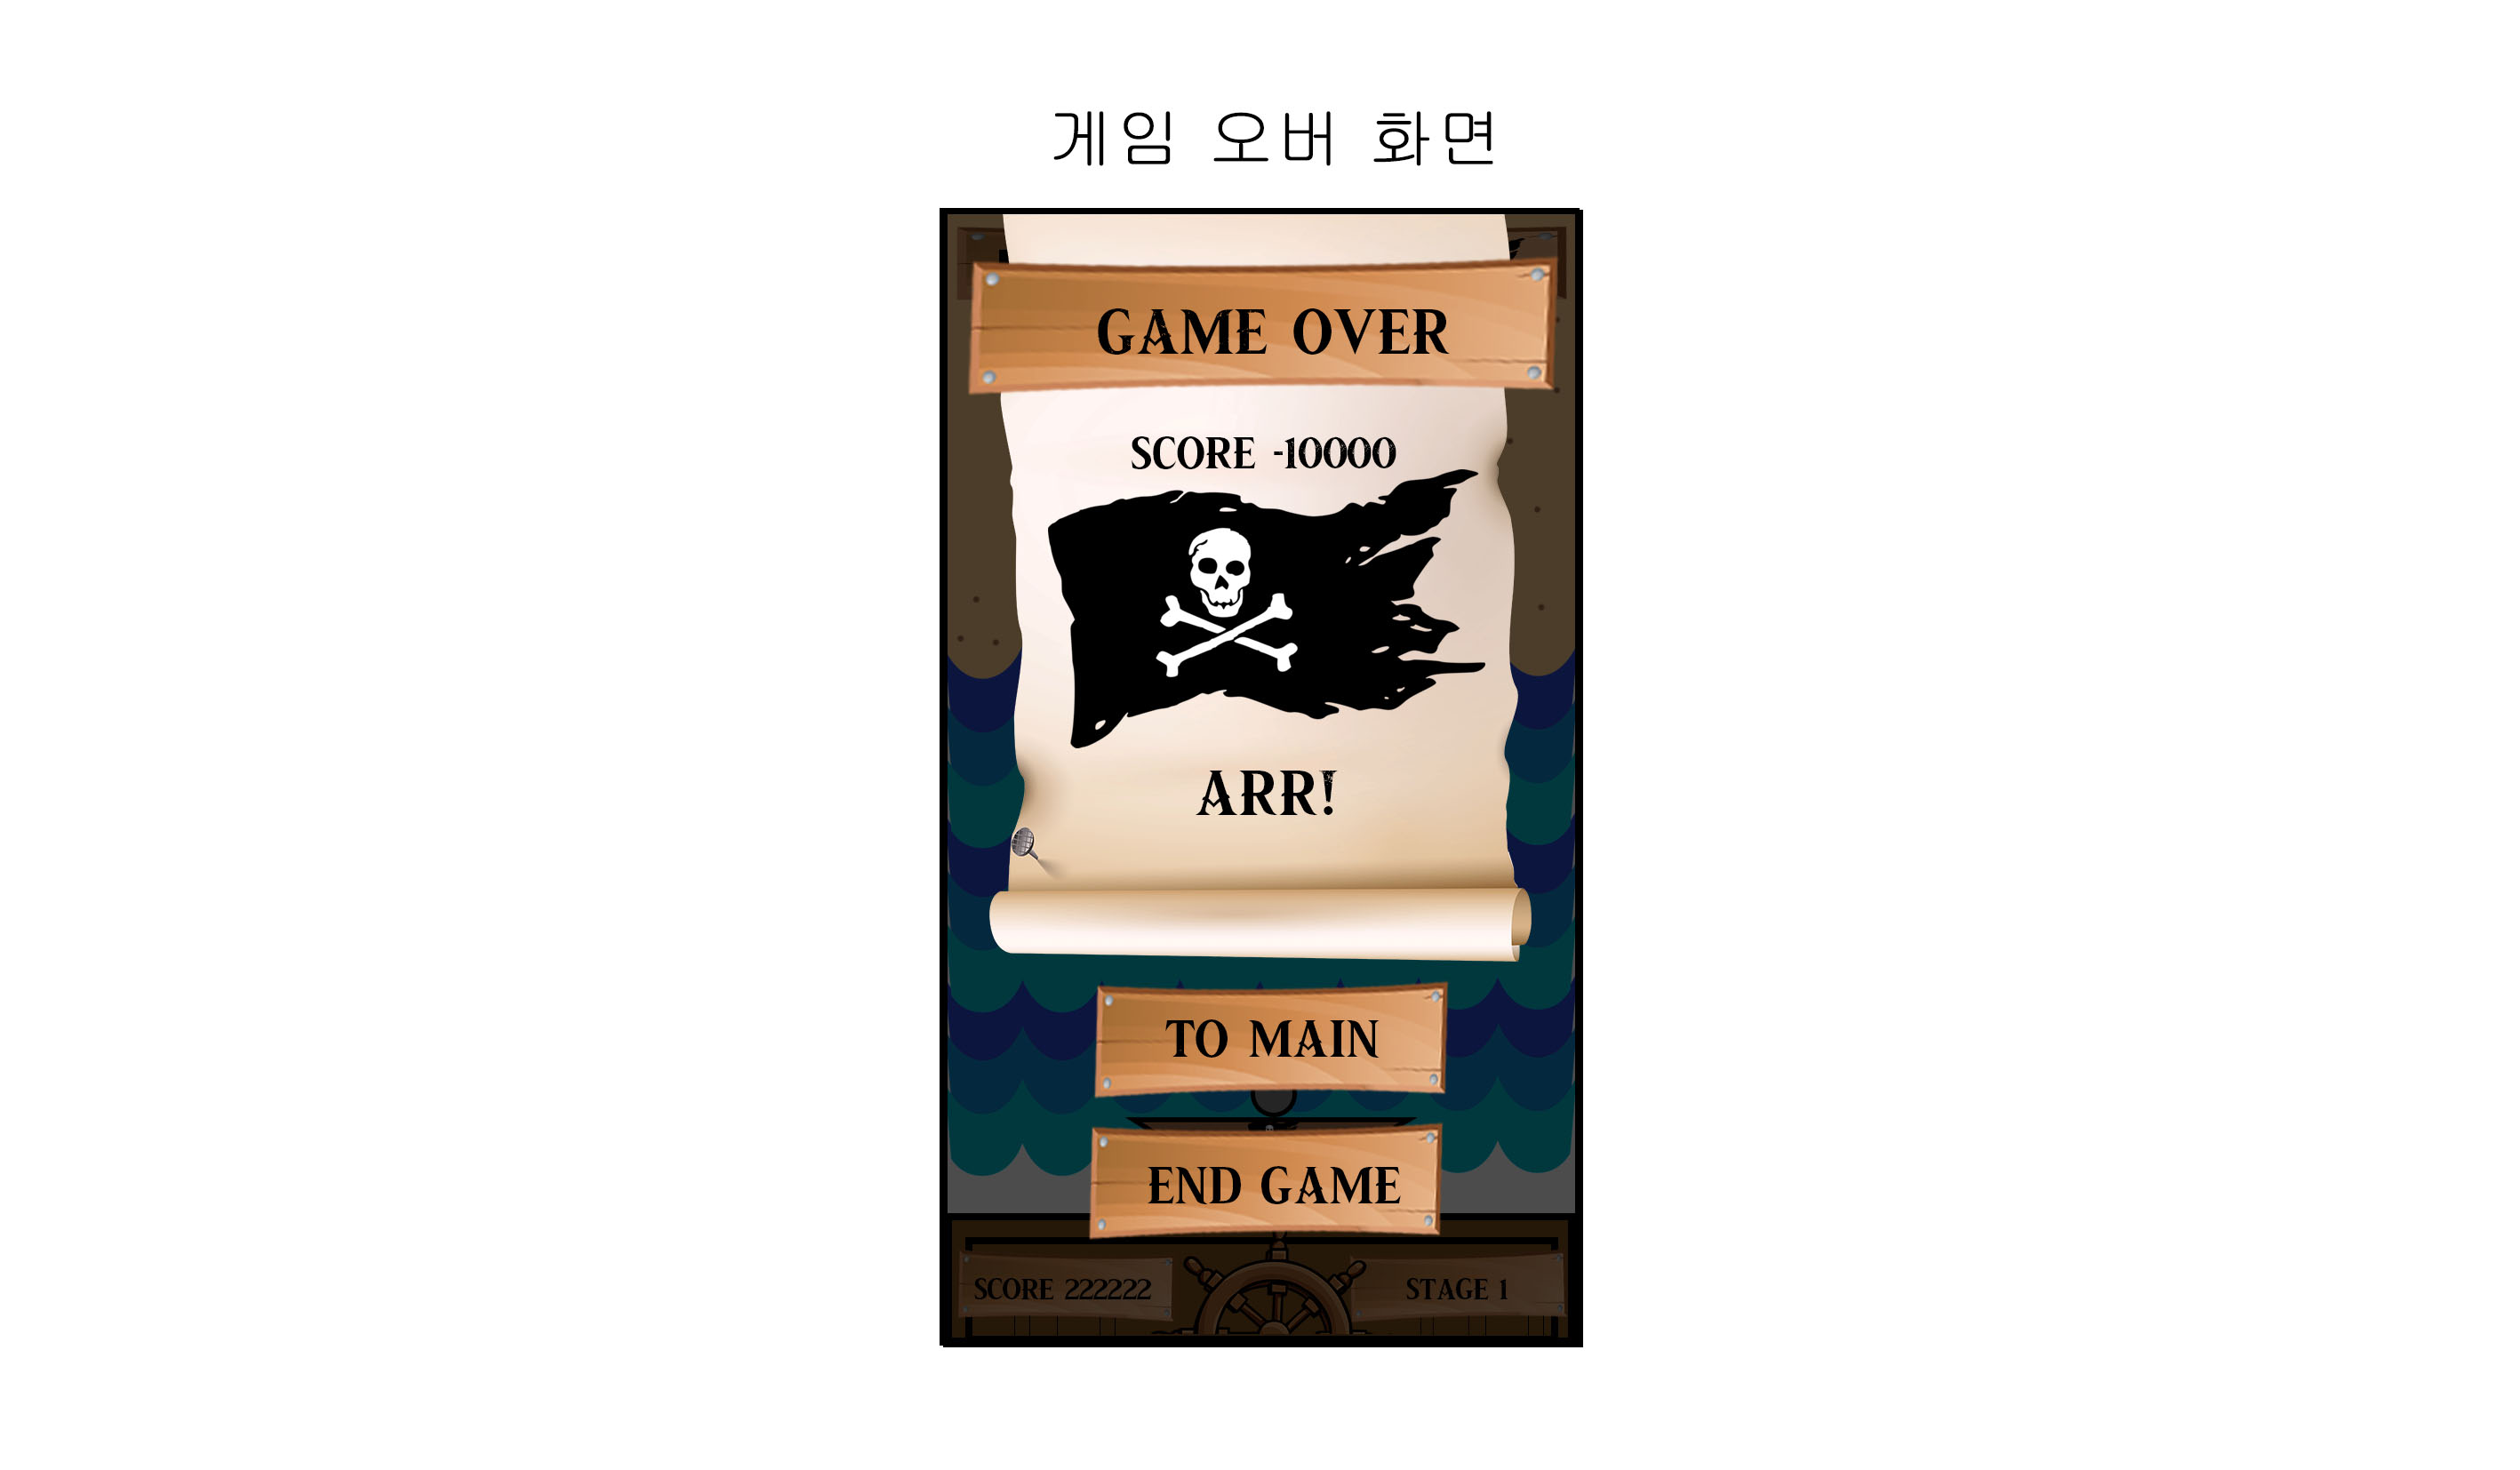 게임 오버 화면
GAME OVER
SCORE -10000
ARR!
TO MAIN
END GAME
SCORE 222222
STAGE 1